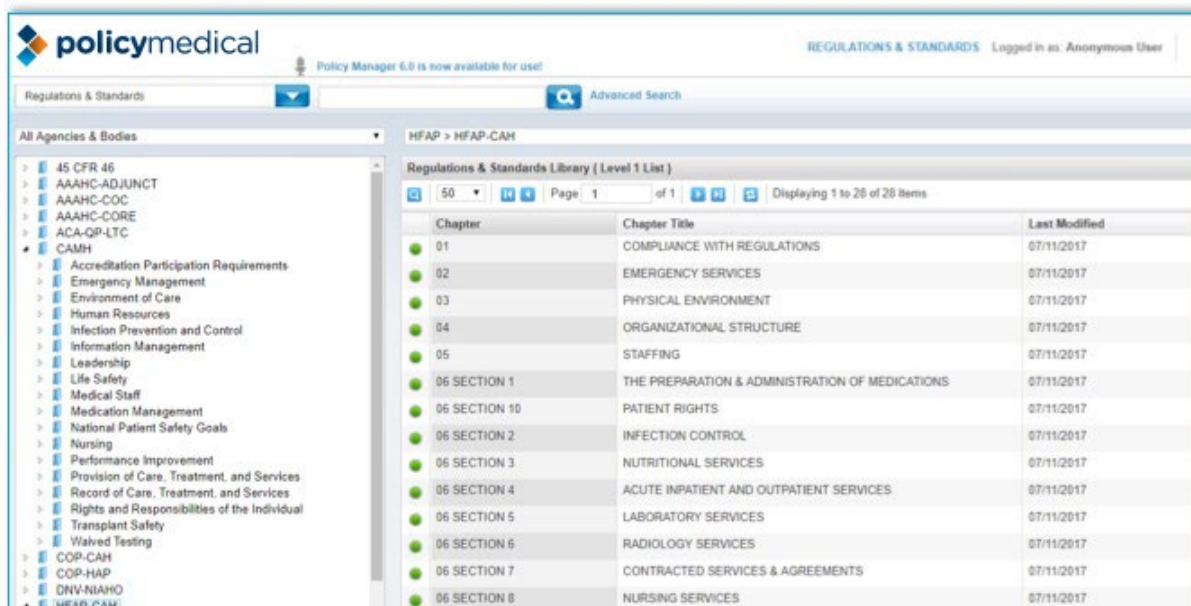 policymedical
REGULATIONS & STANDARDS Logged in as: Anonymous User
Policy Manager 6.0 is now available for use!
Regulations & Standards
Advanced Search
All Agencies & Bodies
45 CFR 46
AAAHC-ADJUNCT
AAAHC-COC
AAAHC-CORE
ACA-QP-LTC
CAMH
Accreditation Participation Requirements
Emergency Management
Environment of Care
Human Resources
Infection Prevention and Control
Information Management
Leadership
Life Safety
Medical Staff
Medication Management
National Patient Safety Goals
Nursing
Performance Improvement
Provision of Care, Treatment, and Services
Record of Care, Treatment, and Services
Rights and Responsibilities of the Individual
Transplant Safety
Waived Testing
COP-CAH
COP-HAP
DNV-NIAHO
HFAP-CAH
HFAP > HFAP-CAH
Regulations & Standards Library ( Level 1 List )
50 Page 1 of 1 Displaying 1 to 28 of 28 items
Chapter Chapter Title Last Modified
01 COMPLIANCE WITH REGULATIONS 07/11/2017
02 EMERGENCY SERVICES 07/11/2017
03 PHYSICAL ENVIRONMENT 07/11/2017
04 ORGANIZATIONAL STRUCTURE 07/11/2017
05 STAFFING 07/11/2017
06 SECTION 1 THE PREPARATION & ADMINISTRATION OF MEDICATIONS 07/11/2017
06 SECTION 10 PATIENT RIGHTS 07/11/2017
06 SECTION 2 INFECTION CONTROL 07/11/2017
06 SECTION 3 NUTRITIONAL SERVICES 07/11/2017
06 SECTION 4 ACUTE INPATIENT AND OUTPATIENT SERVICES 07/11/2017
06 SECTION 5 LABORATORY SERVICES 07/11/2017
06 SECTION 6 RADIOLOGY SERVICES 07/11/2017
06 SECTION 7 CONTRACTED SERVICES & AGREEMENTS 07/11/2017
06 SECTION 8 NURSING SERVICES 07/11/2017